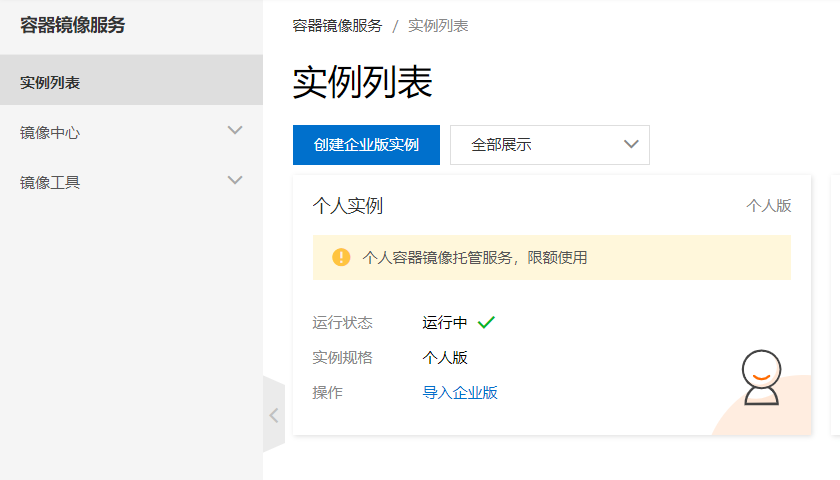 容器镜像服务
实例列表
镜像中心
镜像工具
容器镜像服务 / 实例列表
实例列表
创建企业版实例 全部展示
个人实例 个人版
个人容器镜像托管服务，限额使用
运行状态 运行中
实例规格 个人版
操作 导入企业版